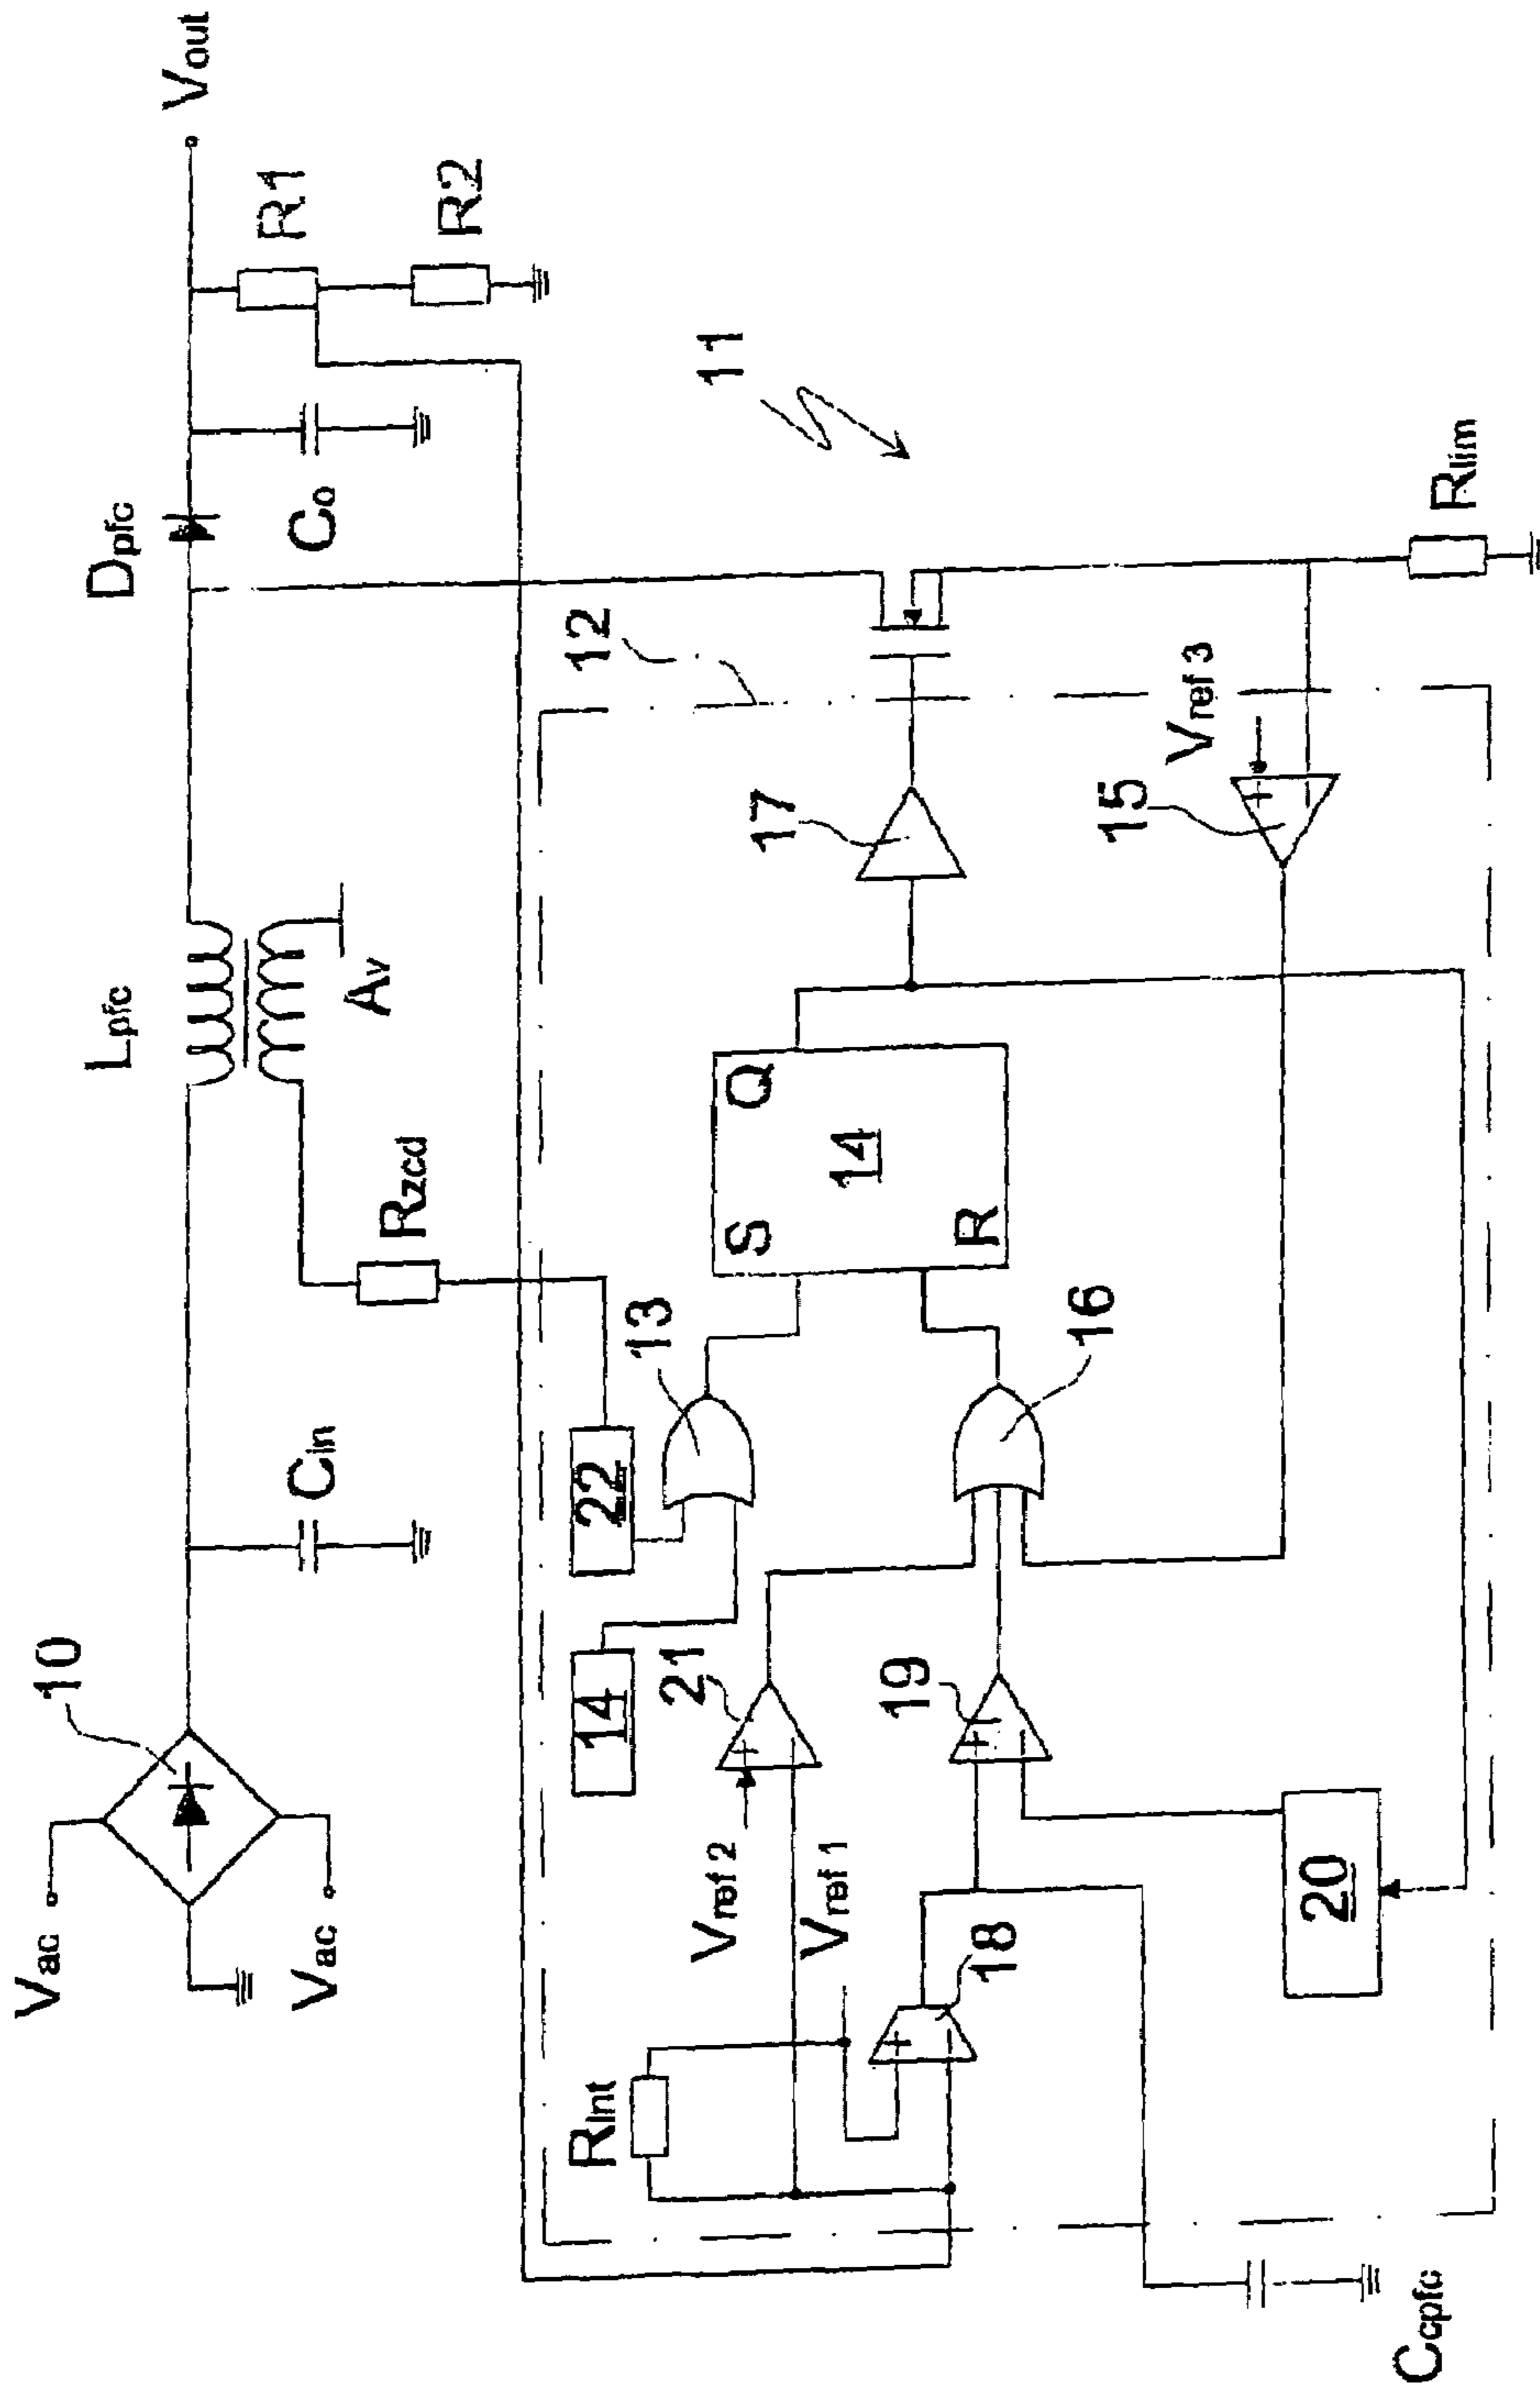 Vac
Vac
10
Cin
Lpfc
Av
Rzcd
Dpfc
Co
R1
R2
Vout
11
12
22
13
14
S
Q
14
R
17
Vref 3
15
Rlim
16
21
Vref 2
Vref 1
19
18
20
Rint
Ccpfc